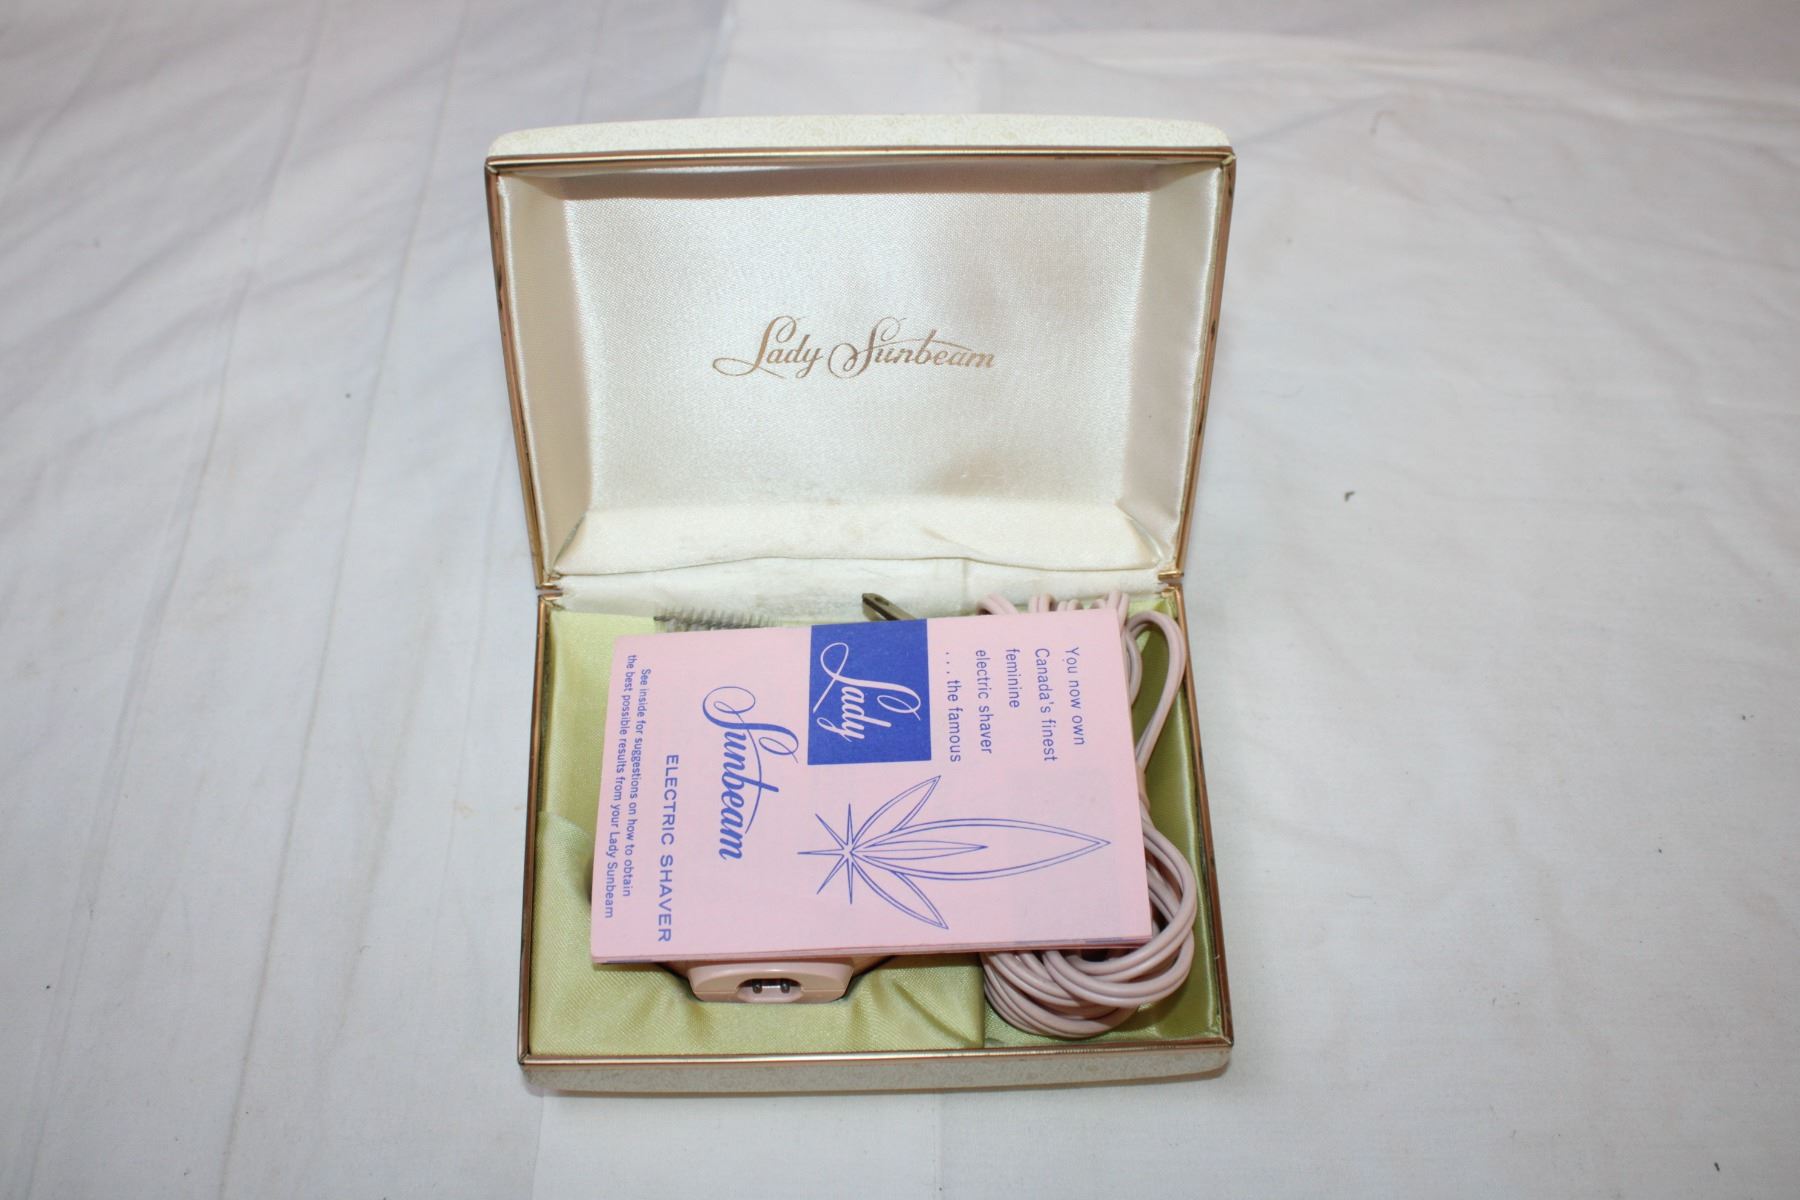 Lady Sunbeam
You now own
Canada's finest
feminine
electric shaver
. . . the famous
Lady
Sunbeam
ELECTRIC SHAVER
See inside for suggestions on how to obtain
the best possible results from your Lady Sunbeam